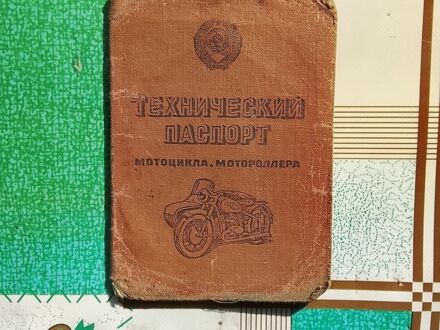 ТЕХНИЧЕСКИЙ
ПАСПОРТ
МОТОЦИКЛА, МОТОРОЛЛЕРА